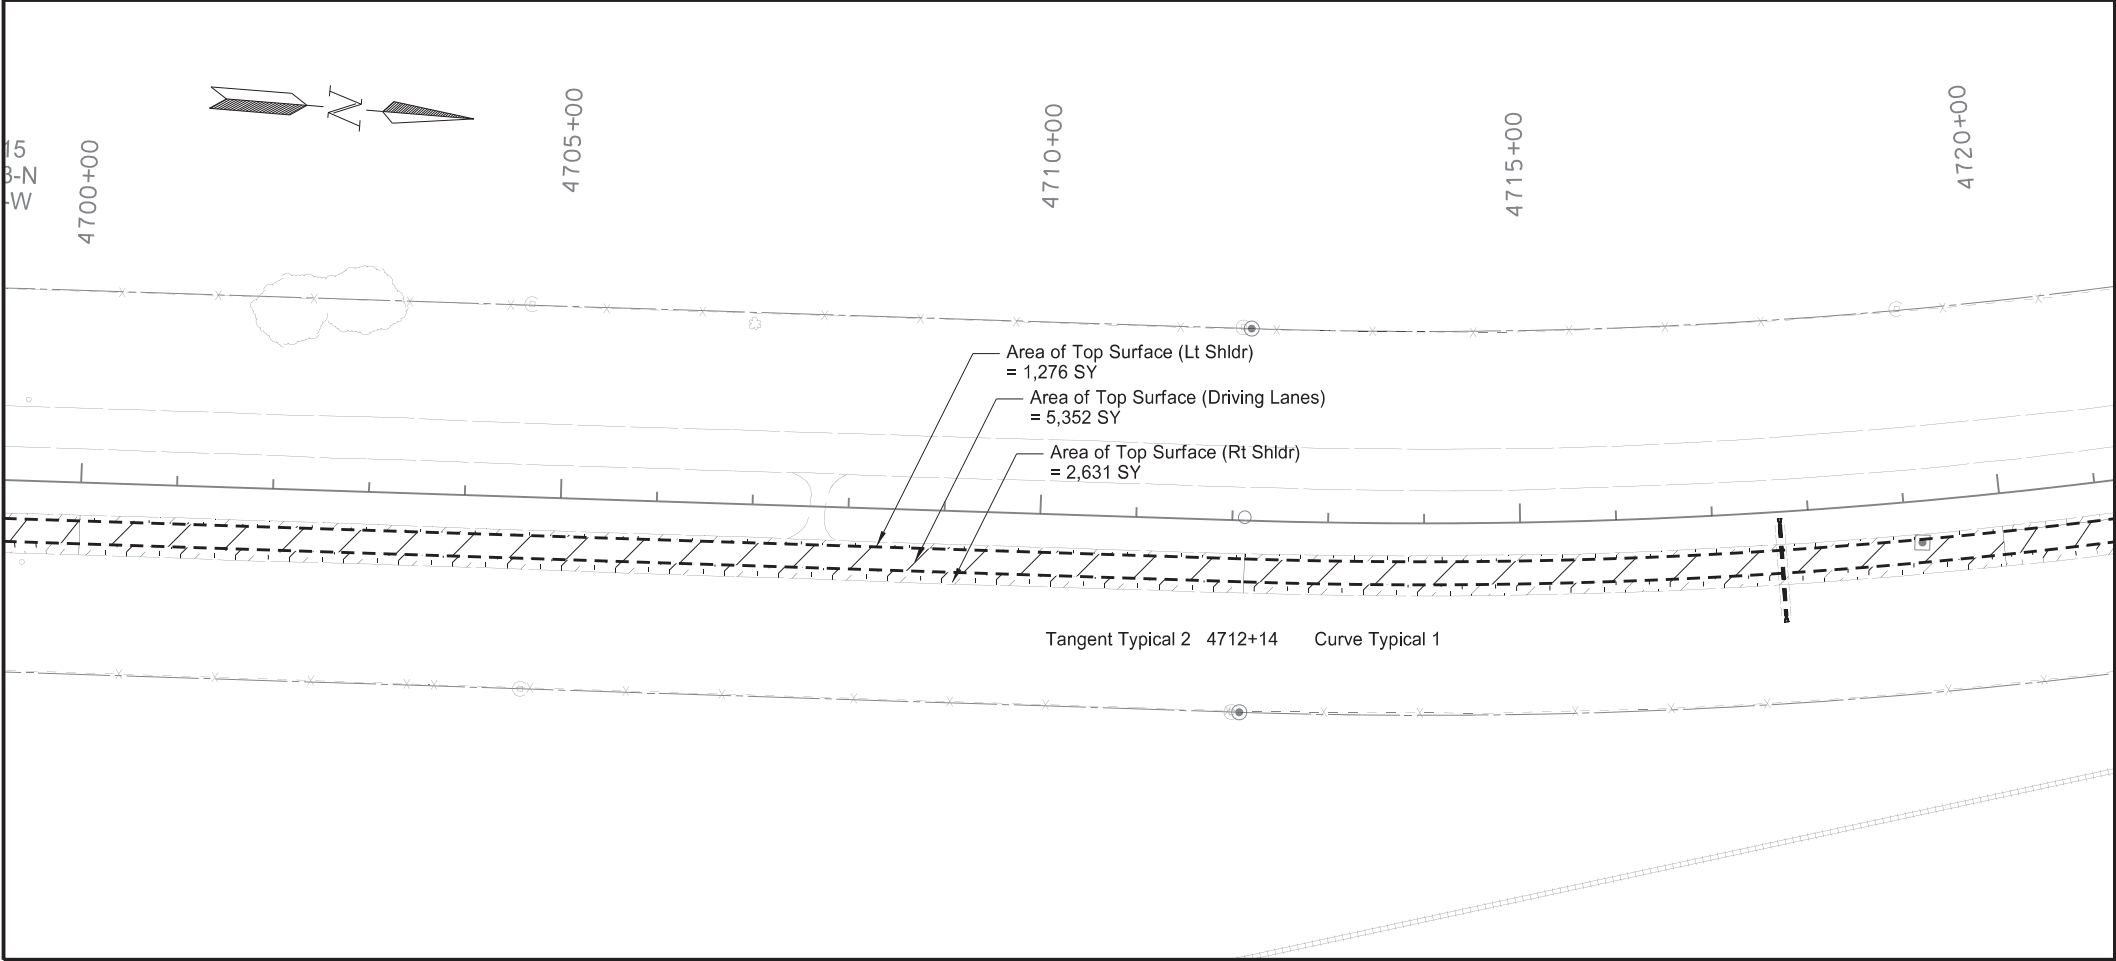 4700+00
4705+00
4710+00
4715+00
4720+00
N
15
3-N
-W
Area of Top Surface (Lt Shldr)
= 1,276 SY
Area of Top Surface (Driving Lanes)
= 5,352 SY
Area of Top Surface (Rt Shldr)
= 2,631 SY
Tangent Typical 2 4712+14 Curve Typical 1